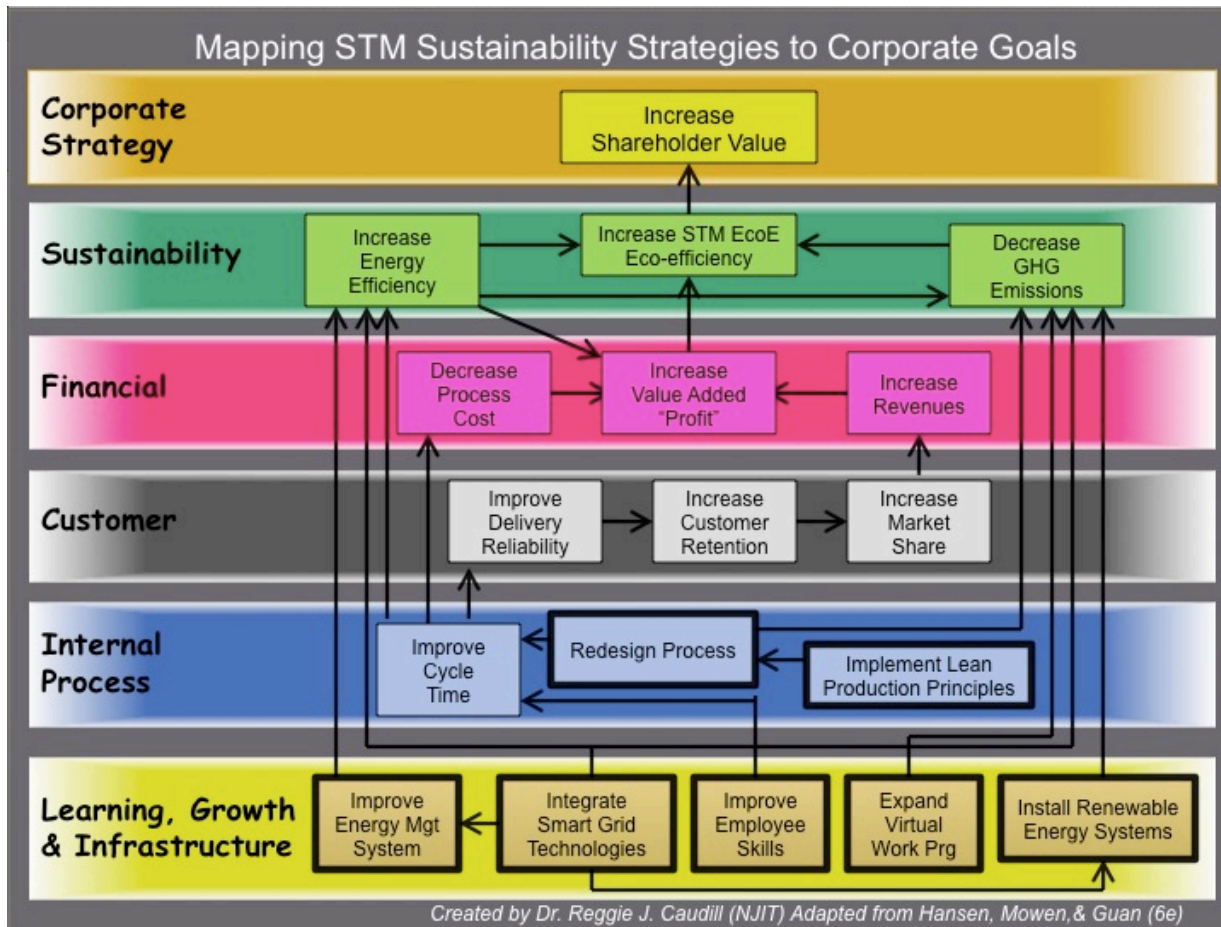 Mapping STM Sustainability Strategies to Corporate Goals
Corporate
Strategy
Increase
Shareholder Value
Sustainability
Increase
Energy
Efficiency
Increase STM EcoE
Eco-efficiency
Decrease
GHG
Emissions
Financial
Decrease
Process
Cost
Increase
Value Added
“Profit”
Increase
Revenues
Customer
Improve
Delivery
Reliability
Increase
Customer
Retention
Increase
Market
Share
Internal
Process
Improve
Cycle
Time
Redesign Process
Implement Lean
Production Principles
Learning, Growth
& Infrastructure
Improve
Energy Mgt
System
Integrate
Smart Grid
Technologies
Improve
Employee
Skills
Expand
Virtual
Work Prg
Install Renewable
Energy Systems
Created by Dr. Reggie J. Caudill (NJIT) Adapted from Hansen, Mowen,& Guan (6e)